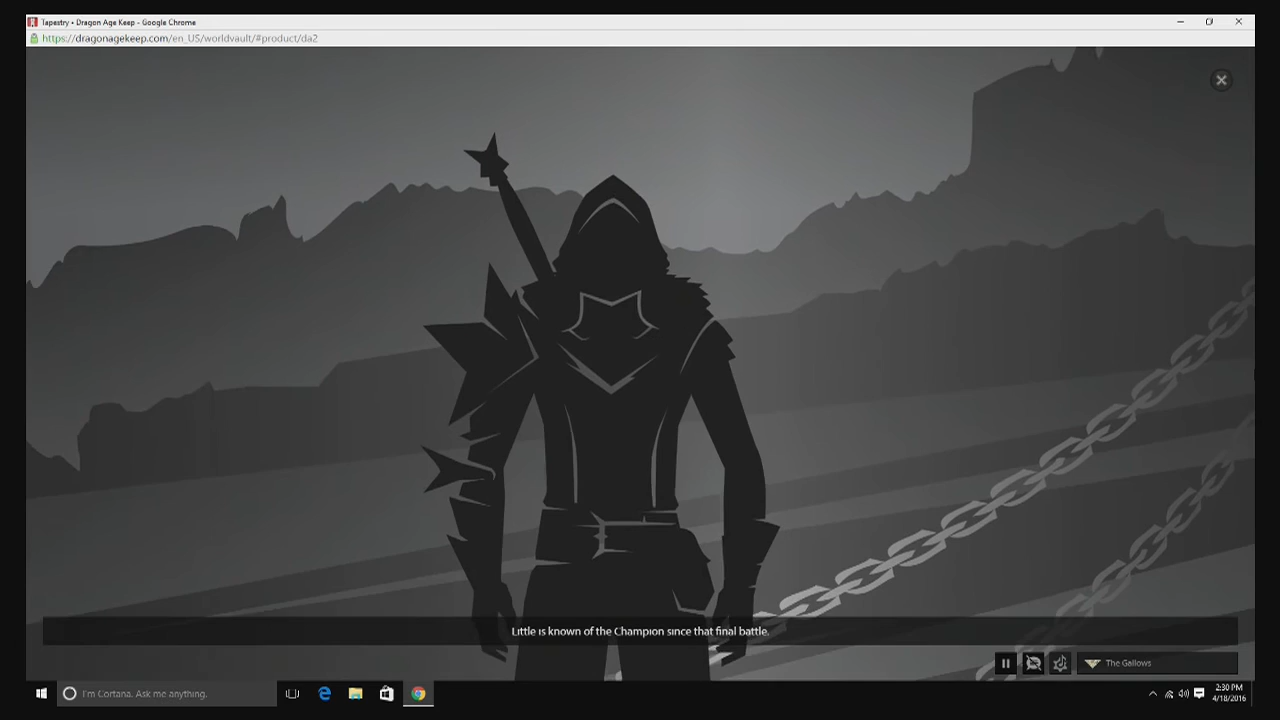 Tapestry • Dragon Age Keep - Google Chrome
https://dragonagekeep.com/en_US/worldvault/#product/da2
Little is known of the Champion since that final battle.
The Gallows
I'm Cortana. Ask me anything.
2:30 PM
4/18/2016